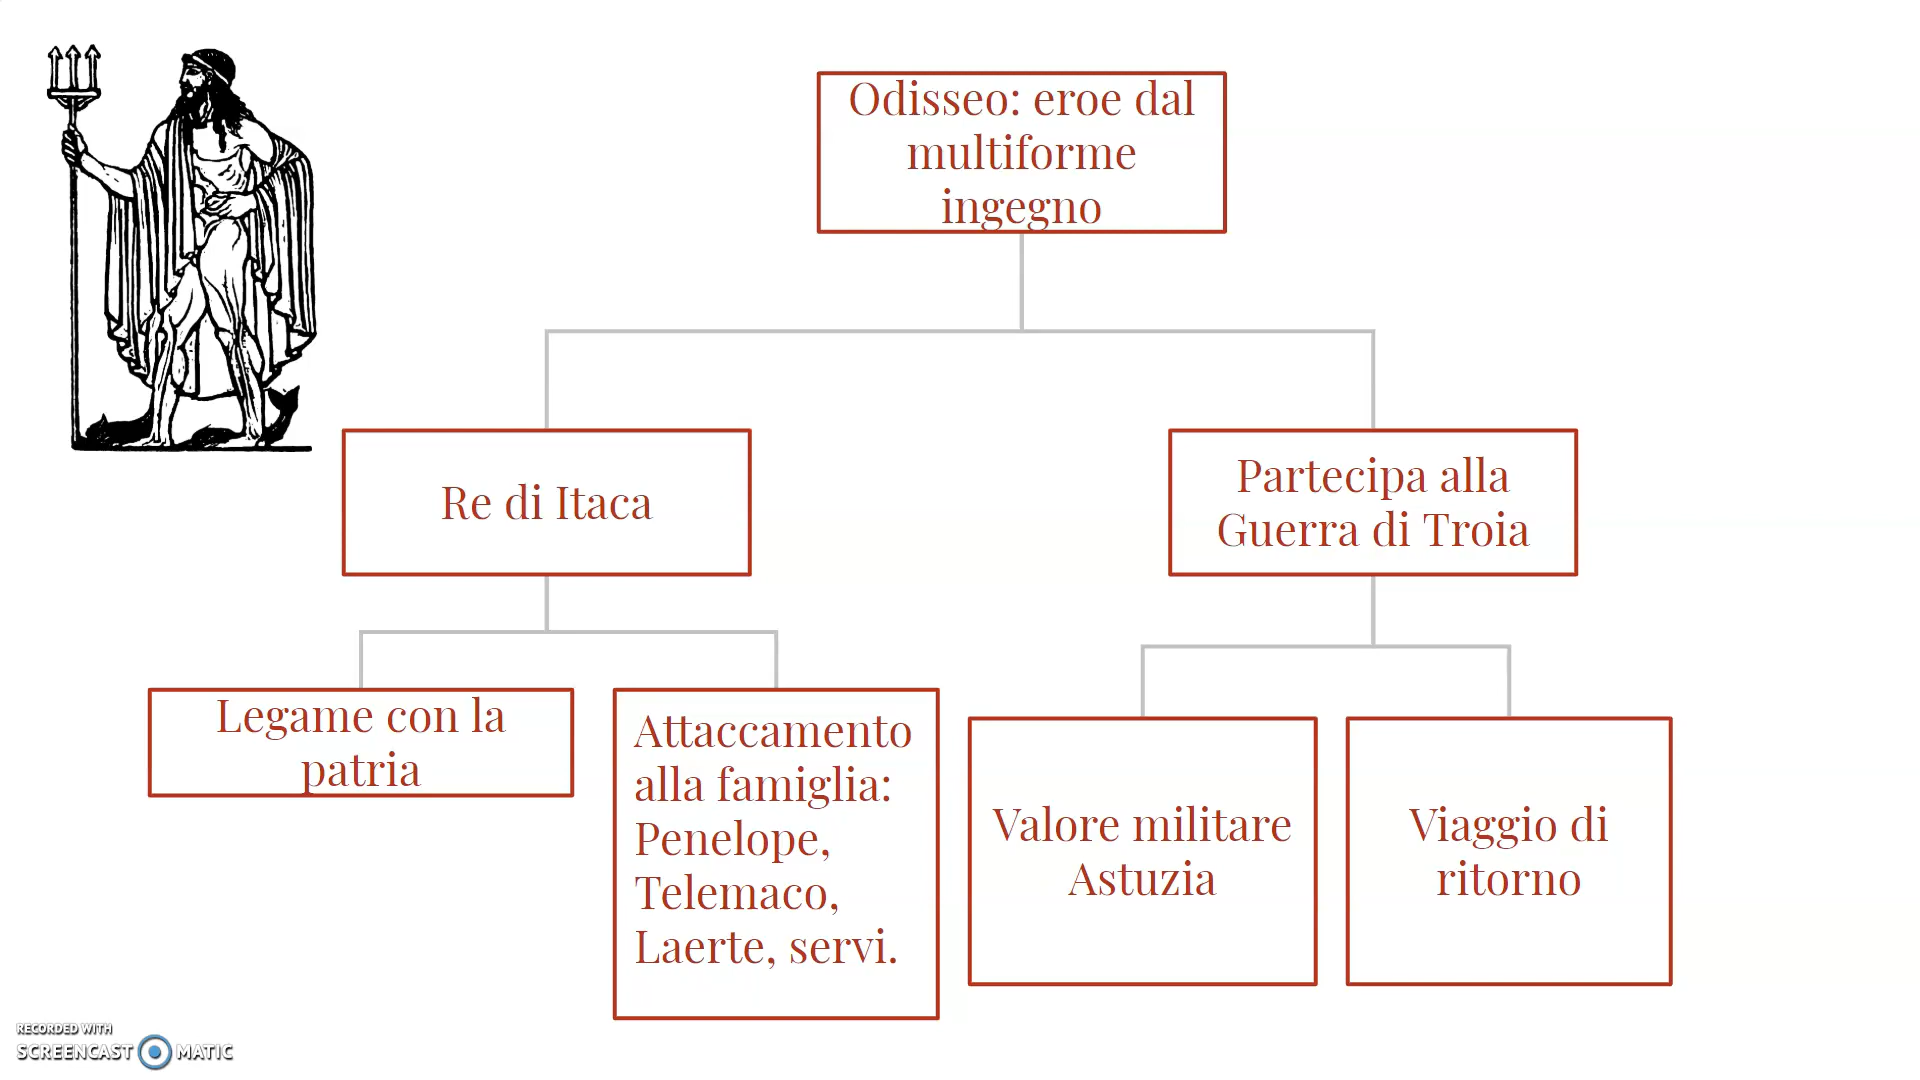 Odisseo: eroe dal
multiforme
ingegno
Re di Itaca
Partecipa alla
Guerra di Troia
Legame con la
patria
Attaccamento
alla famiglia:
Penelope,
Telemaco,
Laerte, servi.
Valore militare
Astuzia
Viaggio di
ritorno
RECORDED WITH
SCREENCAST MATIC